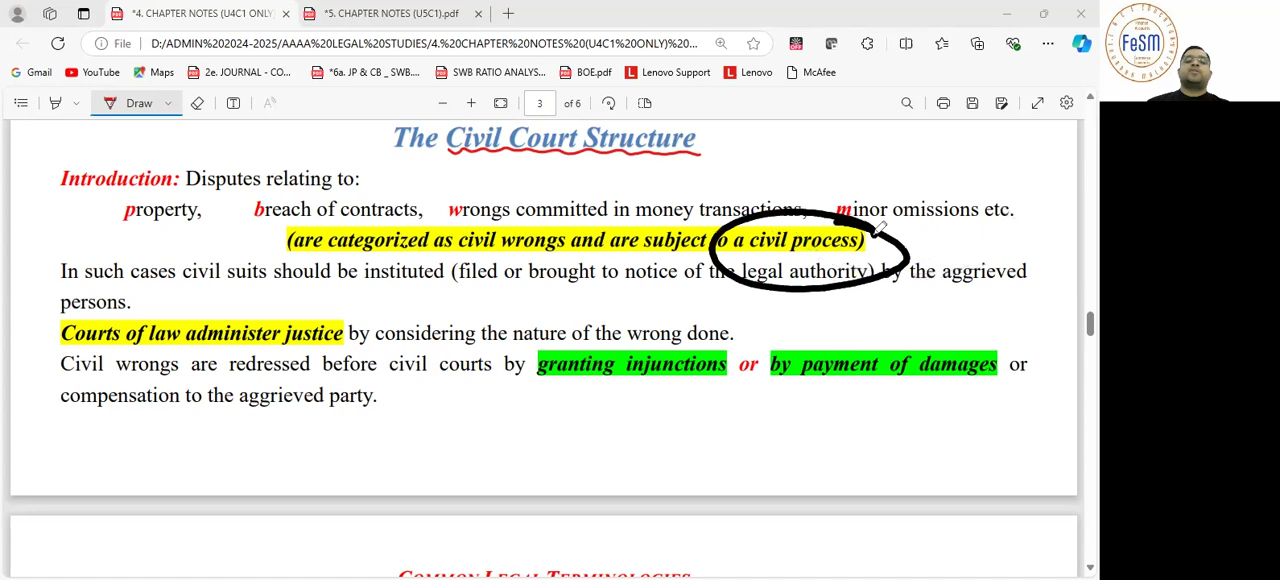 *4. CHAPTER NOTES (U4C1 ONLY)
*5. CHAPTER NOTES (U5C1).pdf
File
D:/ADMIN%202024-2025/AAAA%20LEGAL%20STUDIES/4.%20CHAPTER%20NOTES%20(U4C1%20ONLY)%20...
Gmail
YouTube
Maps
2e. JOURNAL - CO...
*6a. JP & CB _ SWB...
SWB RATIO ANALYS...
BOE.pdf
Lenovo Support
Lenovo
McAfee
Draw
3
of 6
FeSM
The Civil Court Structure
Introduction: Disputes relating to:
property, breach of contracts, wrongs committed in money transactions, minor omissions etc.
(are categorized as civil wrongs and are subject to a civil process)
In such cases civil suits should be instituted (filed or brought to notice of the legal authority) by the aggrieved
persons.
Courts of law administer justice by considering the nature of the wrong done.
Civil wrongs are redressed before civil courts by granting injunctions or by payment of damages or
compensation to the aggrieved party.
COMMON LEGAL TERMINOLOGIES